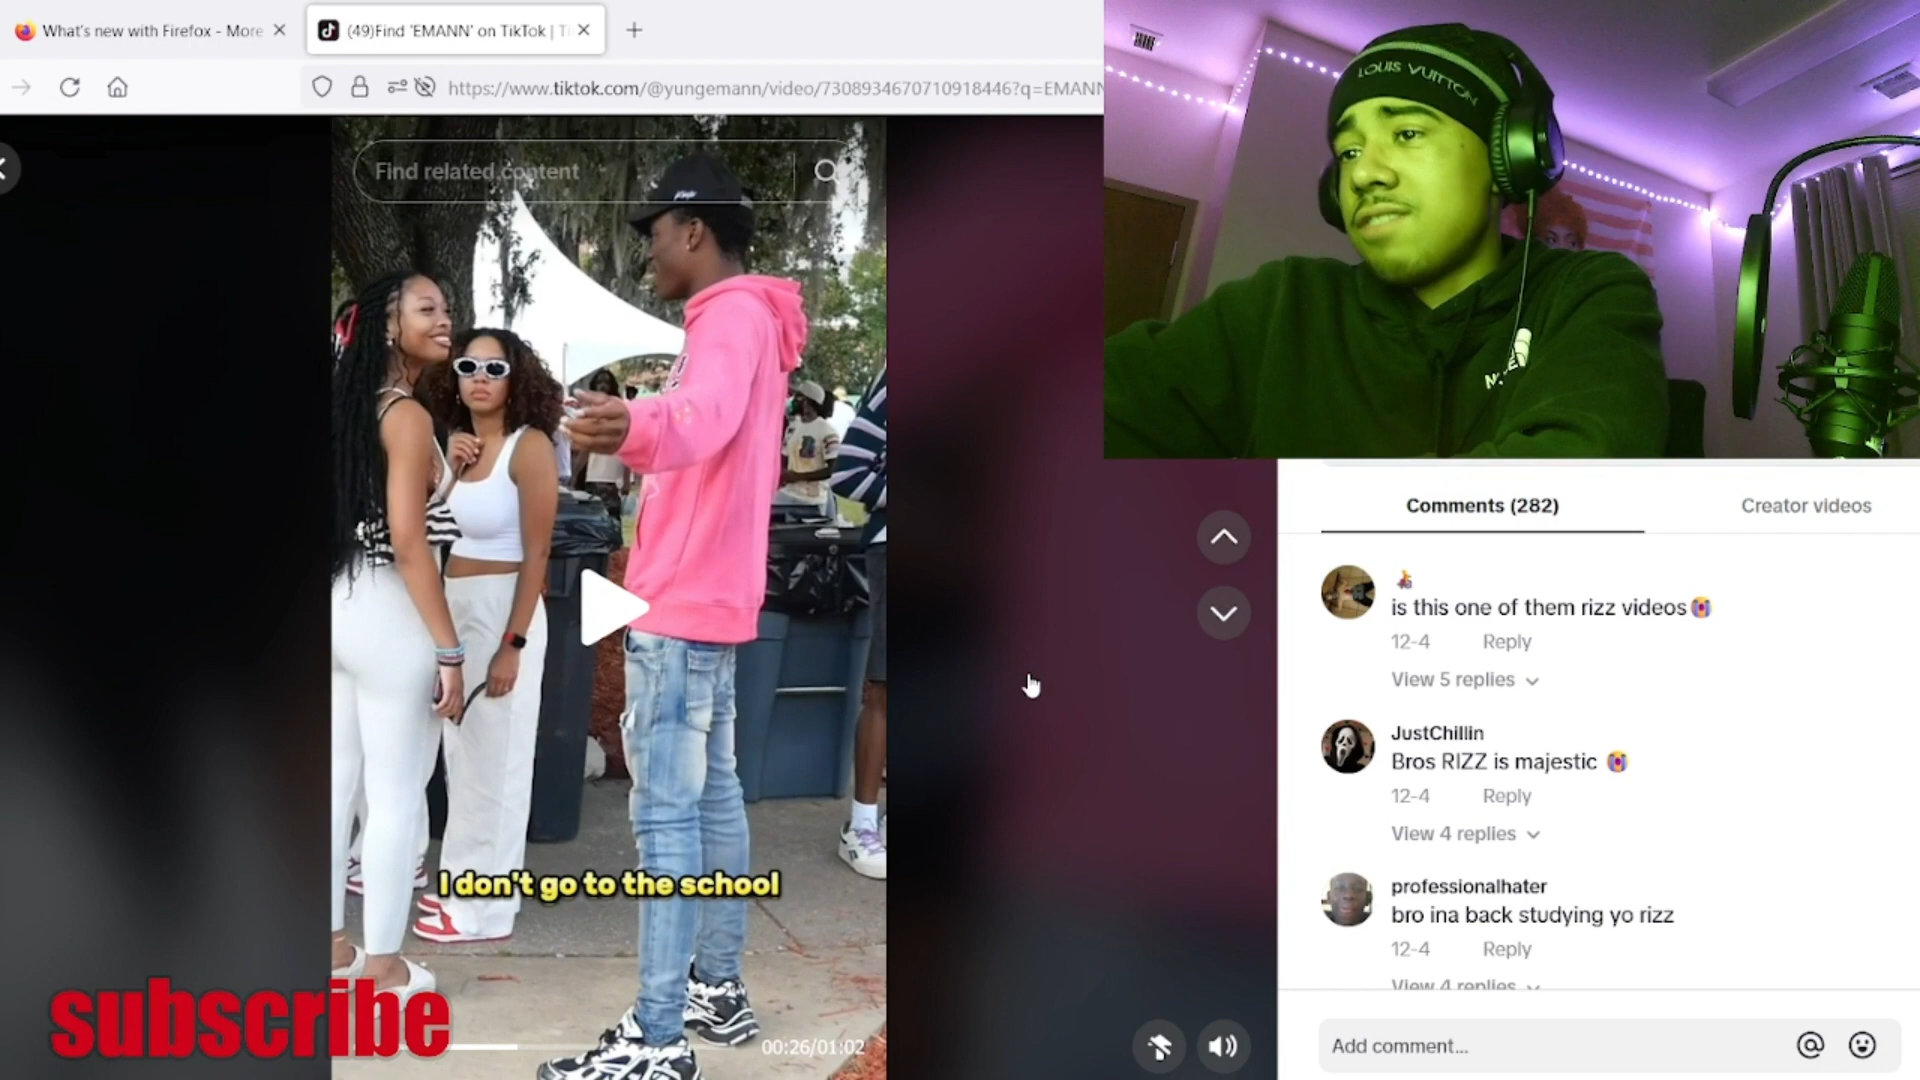 What's new with Firefox - More
(49)Find 'EMANN' on TikTok | T
https://www.tiktok.com/@yungemann/video/7308934670710918446?q=EMANN
LOUIS VUITTON
Find related content
Comments (282)
Creator videos
is this one of them rizz videos😭
12-4 Reply
View 5 replies
JustChillin
Bros RIZZ is majestic 😭
12-4 Reply
View 4 replies
professionalhater
bro ina back studying yo rizz
12-4 Reply
View 4 replies
I don't go to the school
subscribe
00:26/01:02
Add comment...